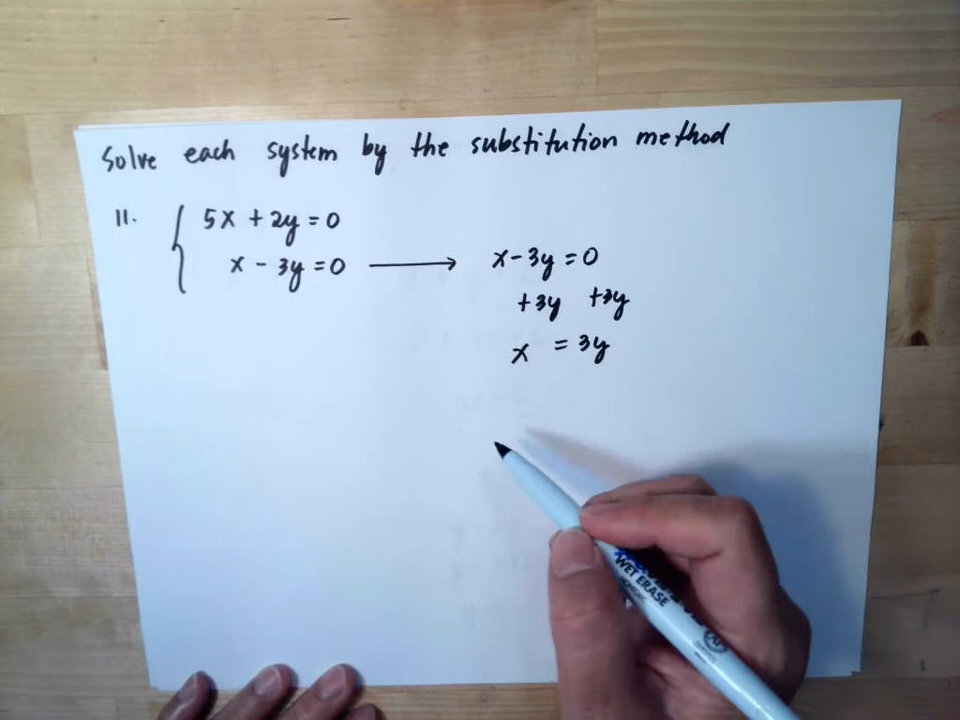 Solve each system by the substitution method
11. { 5x + 2y = 0
x - 3y = 0 ⟶ x - 3y = 0
+3y +3y
x = 3y
WET ERASE